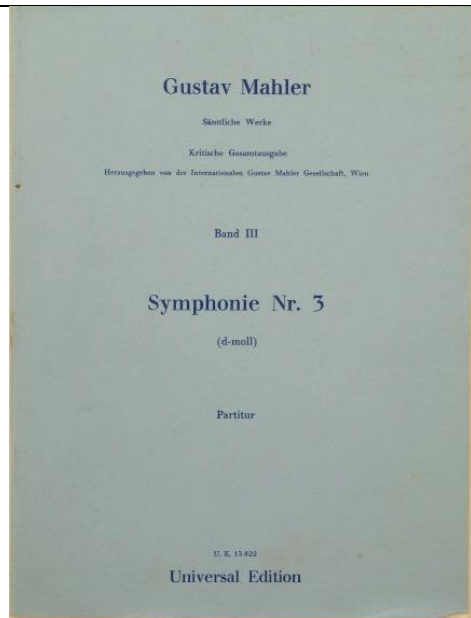 Gustav Mahler
Sämtliche Werke
Kritische Gesamtausgabe
Herausgegeben von der Internationalen Gustav Mahler Gesellschaft, Wien
Band III
Symphonie Nr. 3
(d-moll)
Partitur
U. E. 13 822
Universal Edition